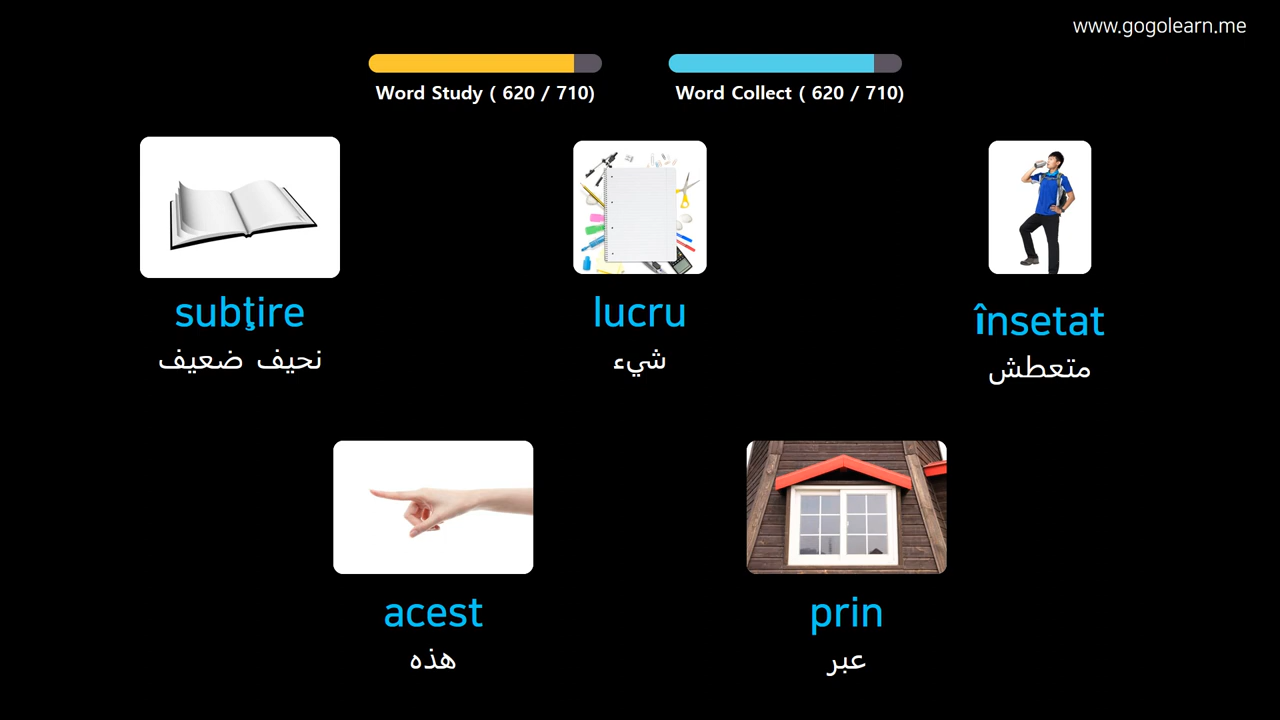 www.gogolearn.me
Word Study ( 620 / 710)
Word Collect ( 620 / 710)
subţire
نحيف ضعيف
lucru
شيء
însetat
متعطش
acest
هذه
prin
عبر